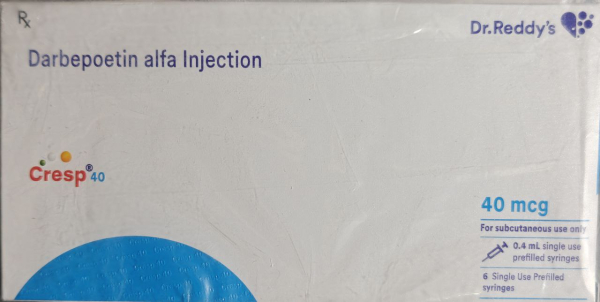 Rx
Dr.Reddy's
Darbepoetin alfa Injection
Cresp® 40
40 mcg
For subcutaneous use only
0.4 mL single use
prefilled syringes
6 Single Use Prefilled
syringes